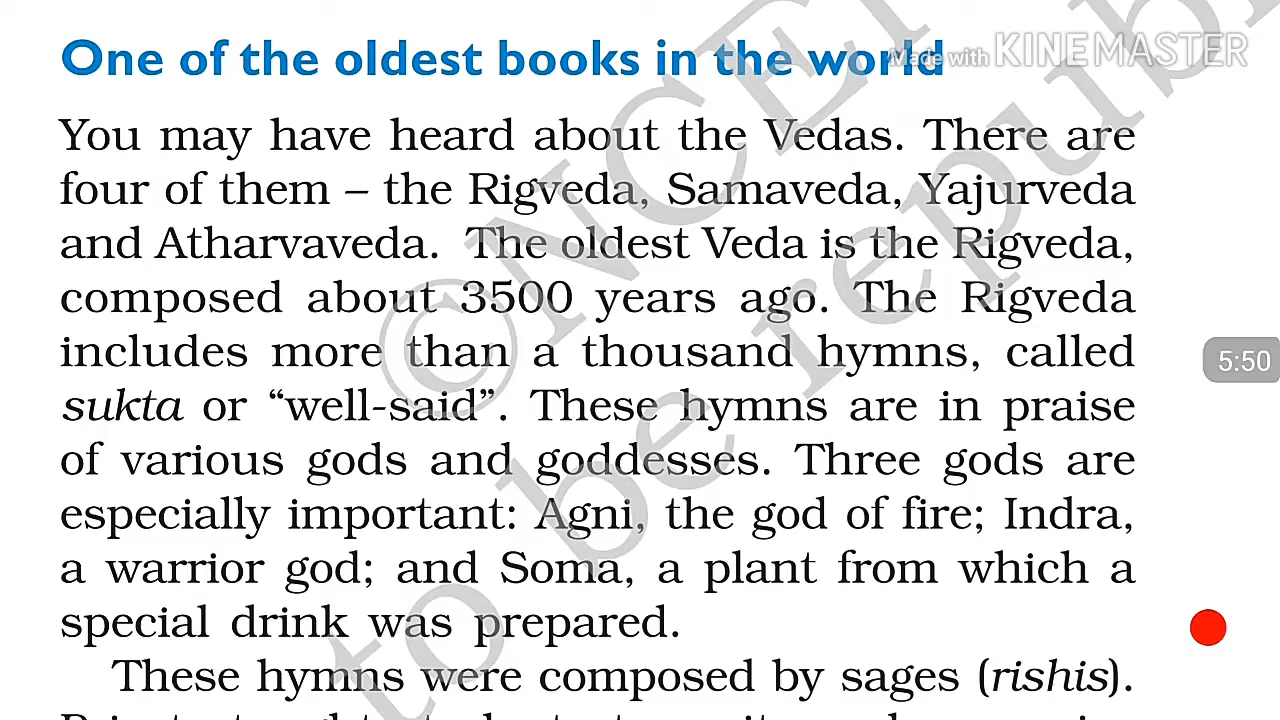 One of the oldest books in the world
Made with KINEMASTER
You may have heard about the Vedas. There are
four of them – the Rigveda, Samaveda, Yajurveda
and Atharvaveda. The oldest Veda is the Rigveda,
composed about 3500 years ago. The Rigveda
includes more than a thousand hymns, called
sukta or “well-said”. These hymns are in praise
of various gods and goddesses. Three gods are
especially important: Agni, the god of fire; Indra,
a warrior god; and Soma, a plant from which a
special drink was prepared.
These hymns were composed by sages (rishis).
5:50
©NCE
to be republi